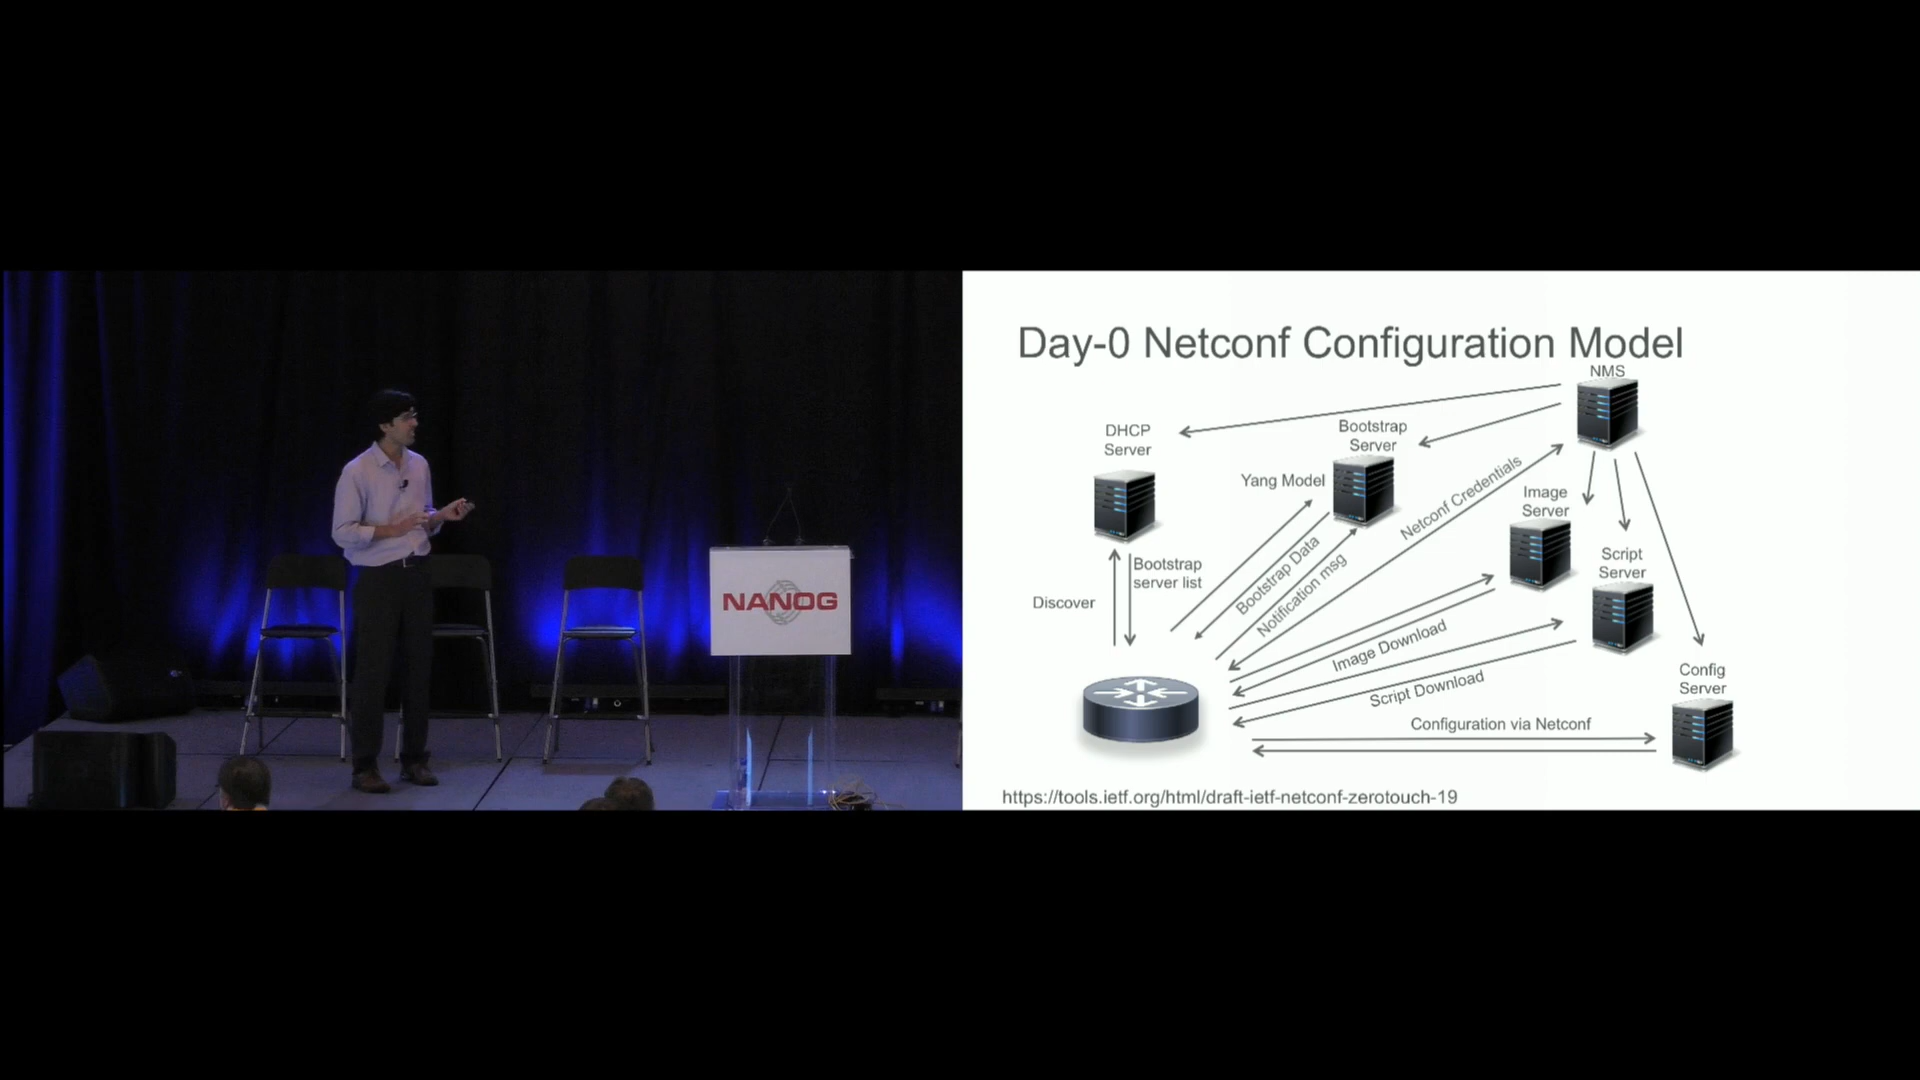 NANOG
Day-0 Netconf Configuration Model
NMS
DHCP
Server
Bootstrap
Server
Yang Model
Netconf Credentials
Image
Server
Bootstrap
server list
Bootstrap Data
Notification msg
Script
Server
Discover
Image Download
Script Download
Config
Server
Configuration via Netconf
https://tools.ietf.org/html/draft-ietf-netconf-zerotouch-19